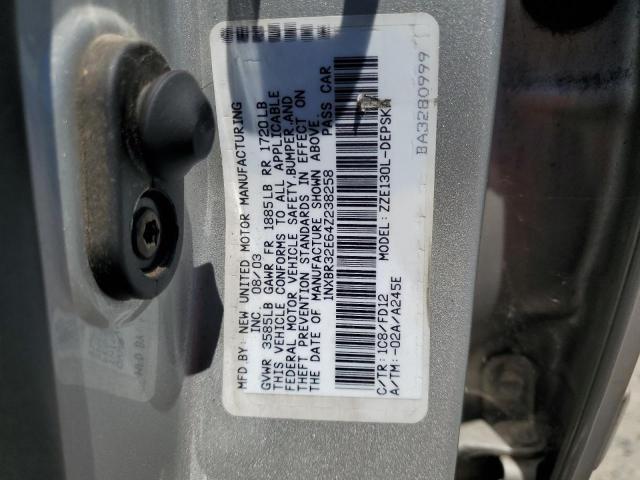 MFD BY: NEW UNITED MOTOR MANUFACTURING
INC. 08/03
GVWR 3585LB GAWR FR 1885LB RR 1720LB
THIS VEHICLE CONFORMS TO ALL APPLICABLE
FEDERAL MOTOR VEHICLE SAFETY, BUMPER, AND
THEFT PREVENTION STANDARDS IN EFFECT ON
THE DATE OF MANUFACTURE SHOWN ABOVE.
1NXBR32E64Z238258 PASS CAR
C/TR: 1C8/FD12 MODEL: ZZE130L-DEPSK
A/TM: -02A/A245E
BA3280999